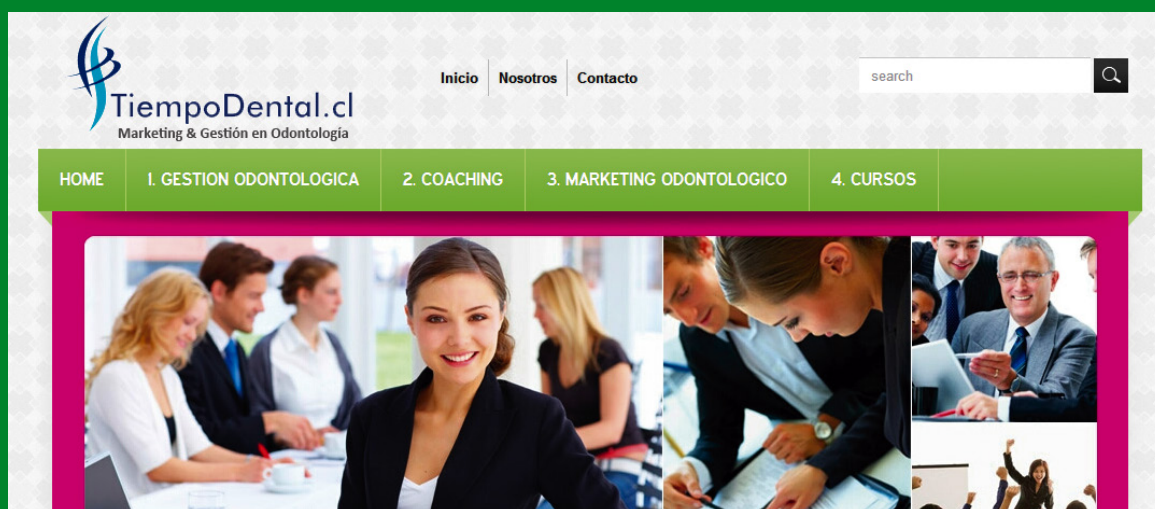 TiempoDental.cl
Marketing & Gestión en Odontología
Inicio Nosotros Contacto
search
HOME 1. GESTION ODONTOLOGICA 2. COACHING 3. MARKETING ODONTOLOGICO 4. CURSOS